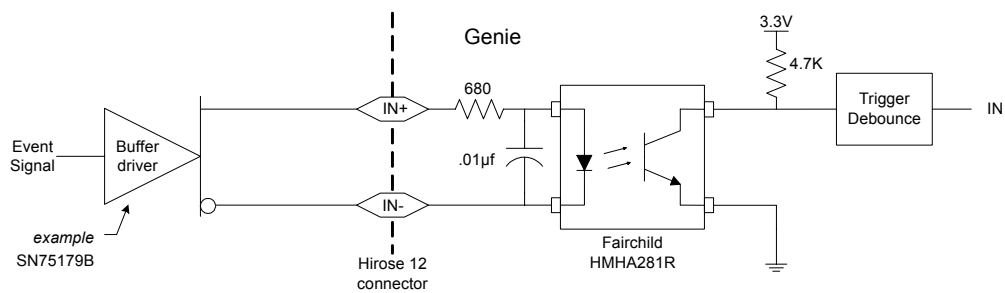 Genie
3.3V
4.7K
680
IN+
Buffer
driver
Event
Signal
.01µf
Trigger
Debounce
IN
IN-
example
SN75179B
Hirose 12
connector
Fairchild
HMHA281R